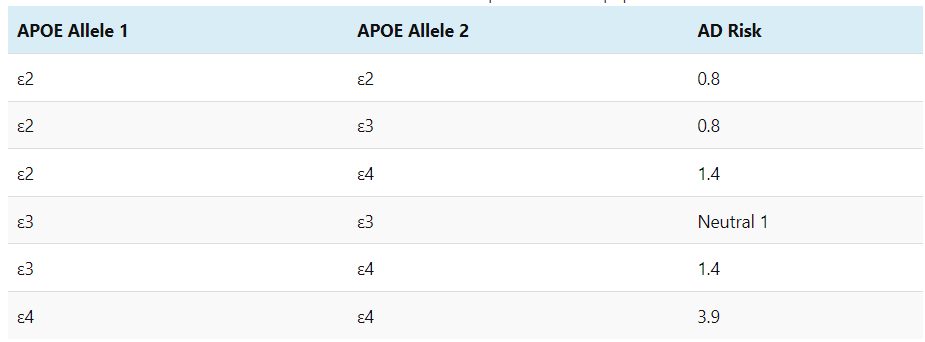 APOE Allele 1 APOE Allele 2 AD Risk
ε2 ε2 0.8
ε2 ε3 0.8
ε2 ε4 1.4
ε3 ε3 Neutral 1
ε3 ε4 1.4
ε4 ε4 3.9